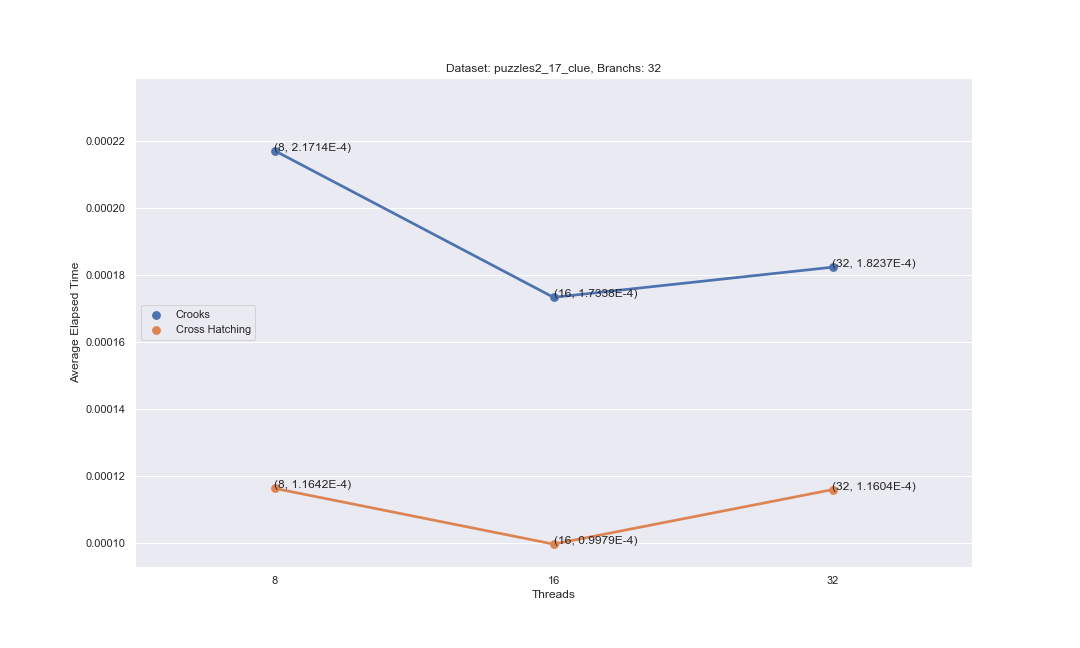 Dataset: puzzles2_17_clue, Branchs: 32
0.00022
0.00020
0.00018
0.00016
0.00014
0.00012
0.00010
Average Elapsed Time
(8, 2.1714E-4)
(16, 1.7338E-4)
(32, 1.8237E-4)
Crooks
Cross Hatching
(8, 1.1642E-4)
(16, 0.9979E-4)
(32, 1.1604E-4)
8
16
32
Threads